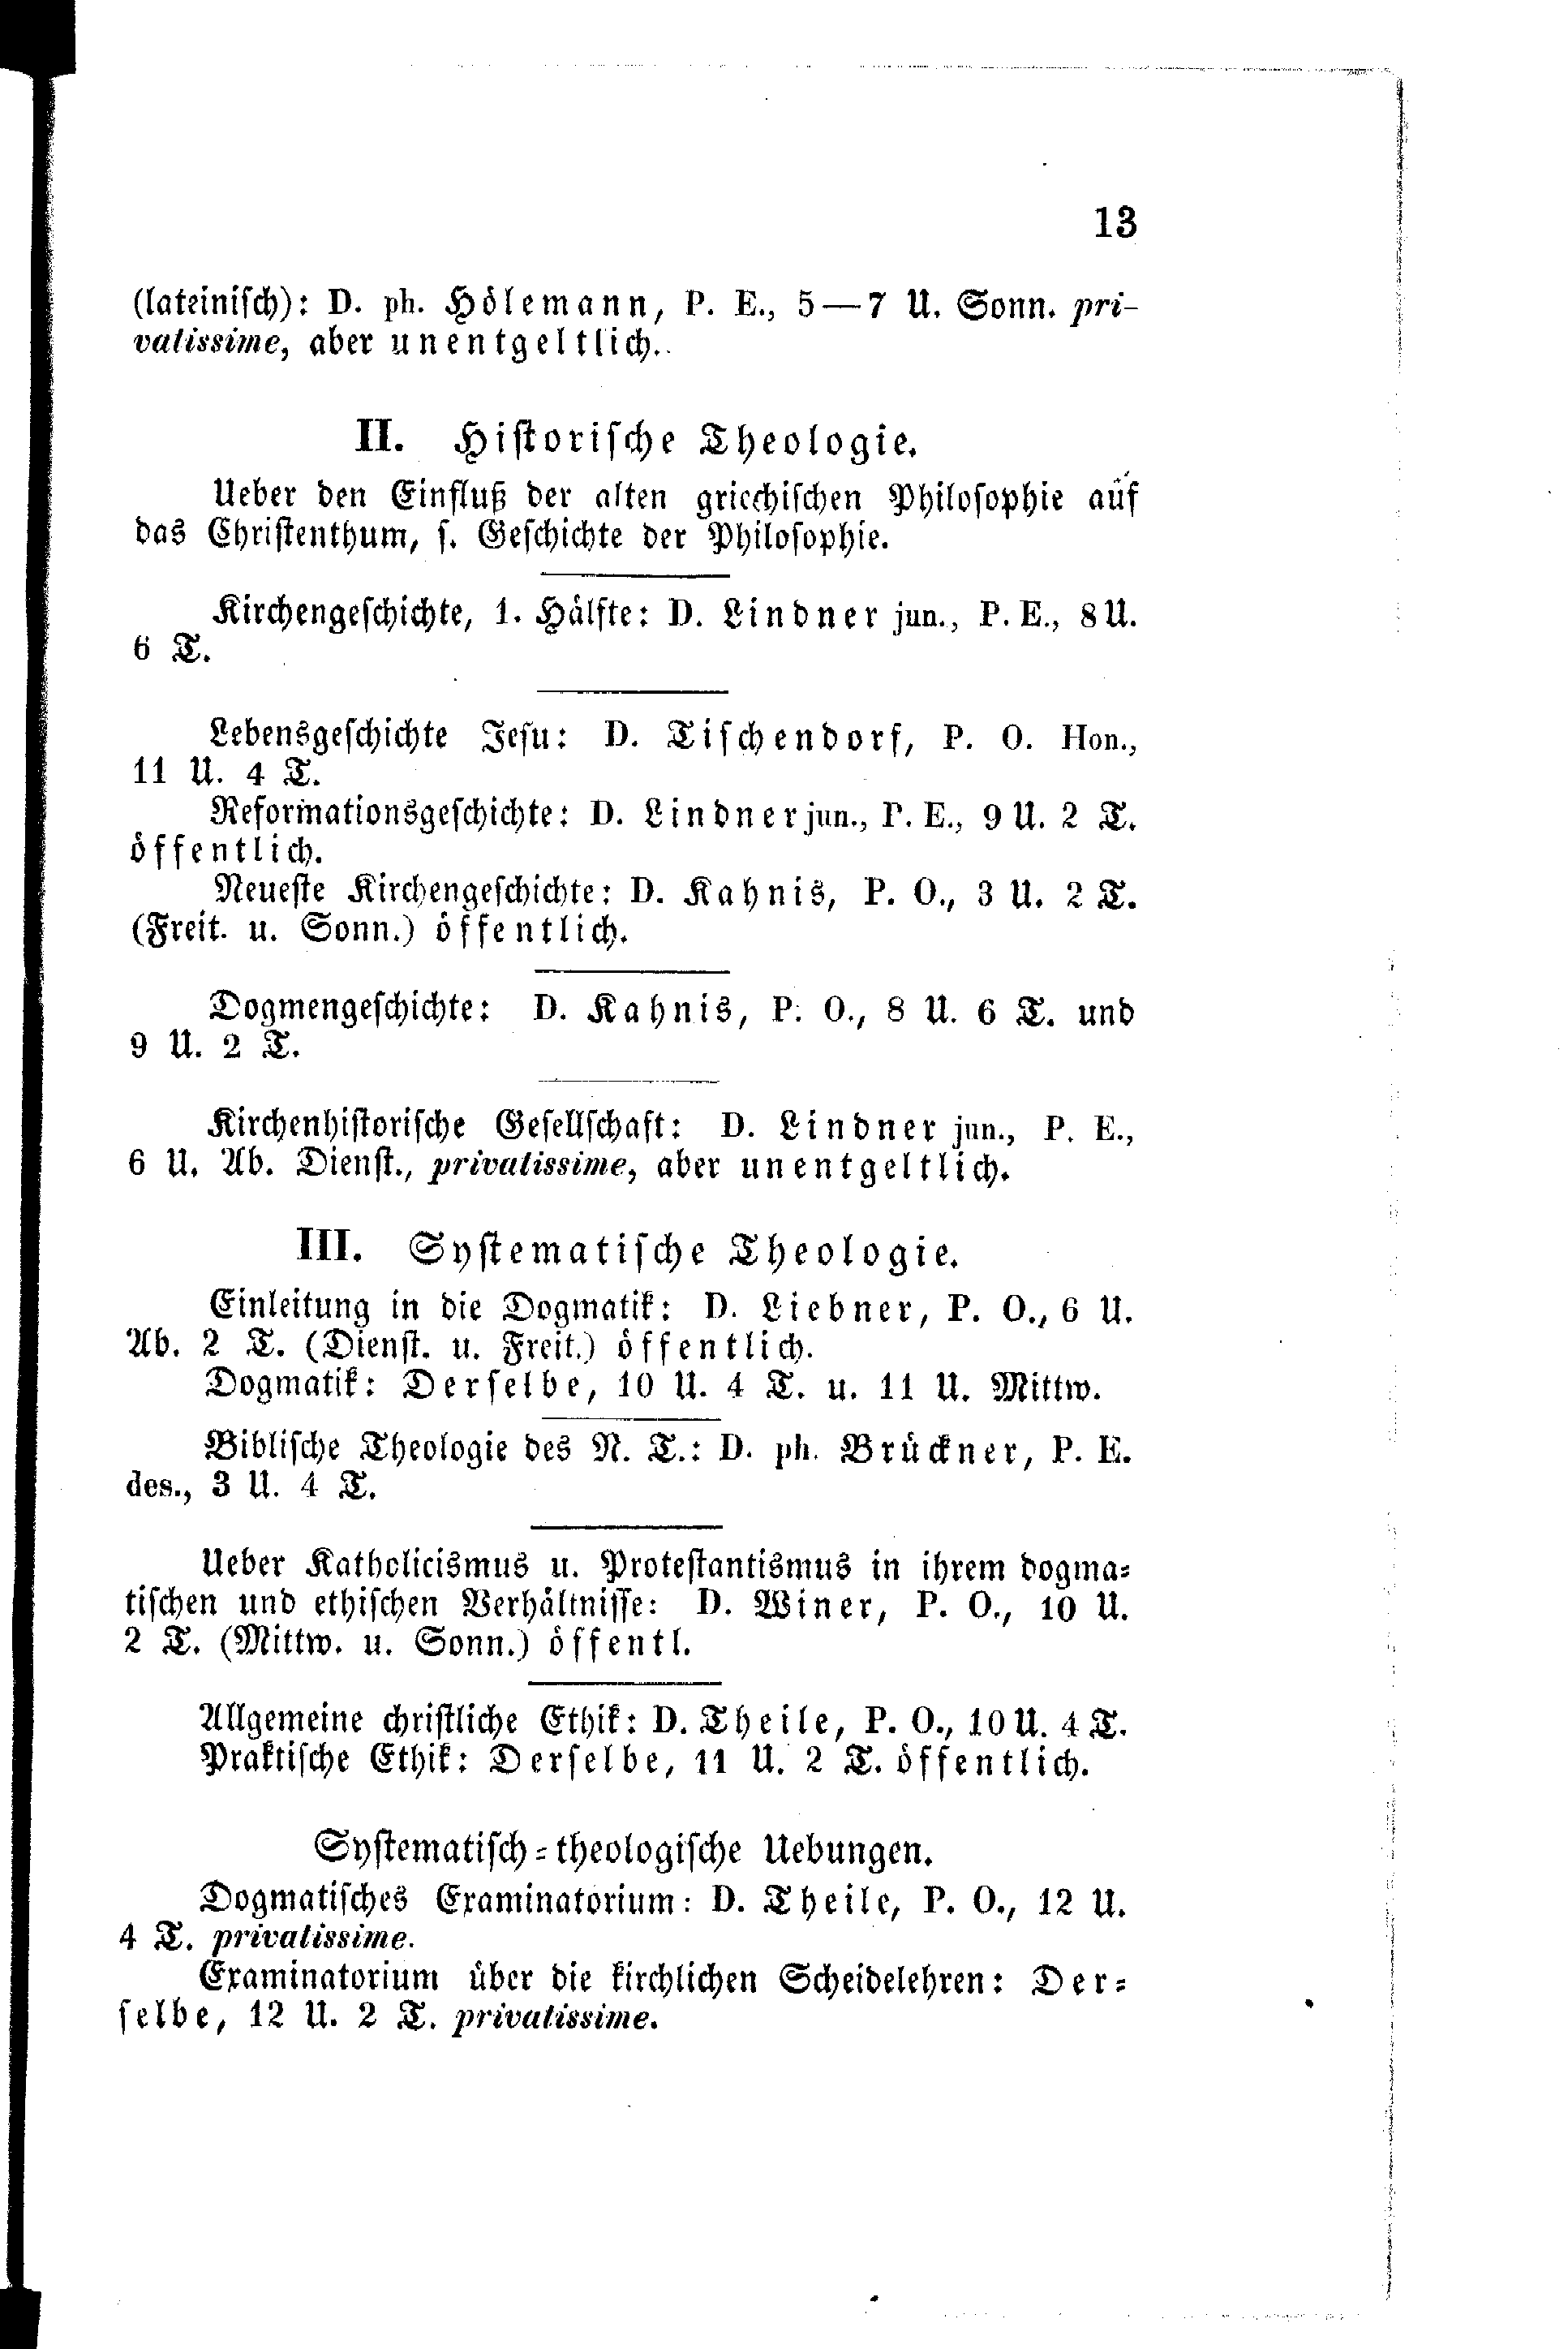 13
(lateinisch): D. ph. Hölemann, P. E., 5—7 U. Sonn. pri-
vatissime, aber unentgeltlich.
II. Historische Theologie.
Ueber den Einfluß der alten griechischen Philosophie auf
das Christenthum, s. Geschichte der Philosophie.
Kirchengeschichte, 1. Hälfte: D. Lindner jun., P. E., 8 U.
6 T.
Lebensgeschichte Jesu: D. Tischendorf, P. O. Hon.,
11 U. 4 T.
Reformationsgeschichte: D. Lindner jun., P. E., 9 U. 2 T.
öffentlich.
Neueste Kirchengeschichte: D. Kahnis, P. O., 3 U. 2 T.
(Freit. u. Sonn.) öffentlich.
Dogmengeschichte: D. Kahnis, P. O., 8 U. 6 T. und
9 U. 2 T.
Kirchenhistorische Gesellschaft: D. Lindner jun., P. E.,
6 U. Ab. Dienst., privatissime, aber unentgeltlich.
III. Systematische Theologie.
Einleitung in die Dogmatik: D. Liebner, P. O., 6 U.
Ab. 2 T. (Dienst. u. Freit.) öffentlich.
Dogmatik: Derselbe, 10 U. 4 T. u. 11 U. Mittw.
Biblische Theologie des N. T.: D. ph. Brückner, P. E.
des., 3 U. 4 T.
Ueber Katholicismus u. Protestantismus in ihrem dogma-
tischen und ethischen Verhältnisse: D. Winer, P. O., 10 U.
2 T. (Mittw. u. Sonn.) öffentl.
Allgemeine christliche Ethik: D. Theile, P. O., 10 U. 4 T.
Praktische Ethik: Derselbe, 11 U. 2 T. öffentlich.
Systematisch-theologische Uebungen.
Dogmatisches Examinatorium: D. Theile, P. O., 12 U.
4 T. privatissime.
Examinatorium über die kirchlichen Scheidelehren: Der-
selbe, 12 U. 2 T. privatissime.